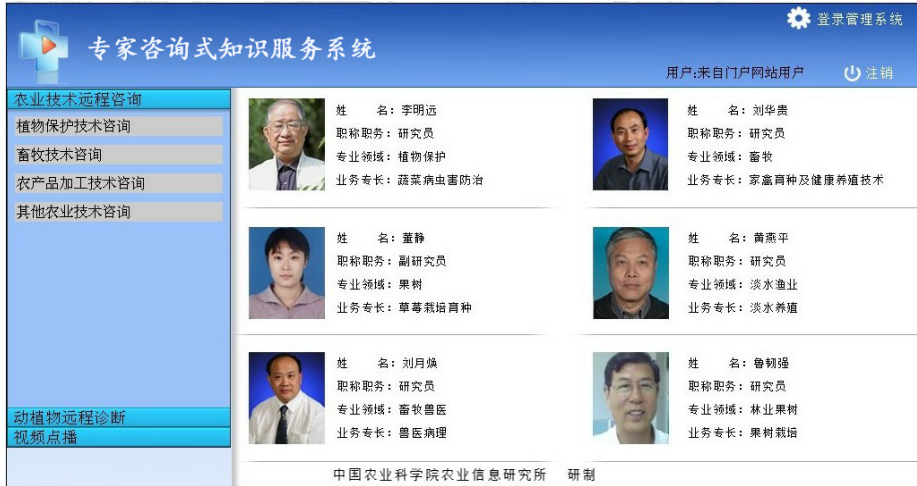 登录管理系统
专家咨询式知识服务系统
用户:来自门户网站用户
注销
农业技术远程咨询
植物保护技术咨询
畜牧技术咨询
农产品加工技术咨询
其他农业技术咨询
动植物远程诊断
视频点播
姓 名：李明远
职称职务：研究员
专业领域：植物保护
业务专长：蔬菜病虫害防治
姓 名：刘华贵
职称职务：研究员
专业领域：畜牧
业务专长：家禽育种及健康养殖技术
姓 名：董静
职称职务：副研究员
专业领域：果树
业务专长：草莓栽培育种
姓 名：黄燕平
职称职务：研究员
专业领域：淡水渔业
业务专长：淡水养殖
姓 名：刘月焕
职称职务：研究员
专业领域：畜牧兽医
业务专长：兽医病理
姓 名：鲁韧强
职称职务：研究员
专业领域：林业果树
业务专长：果树栽培
中国农业科学院农业信息研究所 研制